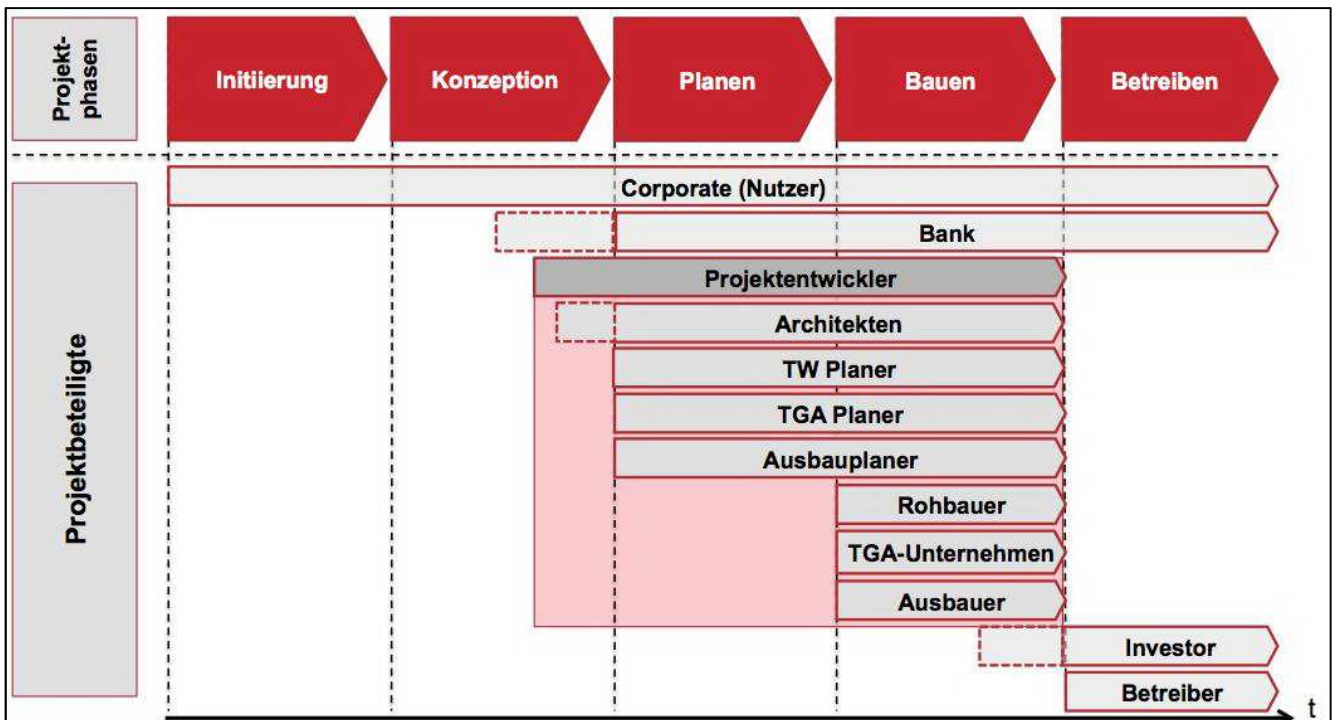 Projekt-
phasen
Initiierung
Konzeption
Planen
Bauen
Betreiben
Projektbeteiligte
Corporate (Nutzer)
Bank
Projektentwickler
Architekten
TW Planer
TGA Planer
Ausbauplaner
Rohbauer
TGA-Unternehmen
Ausbauer
Investor
Betreiber
t